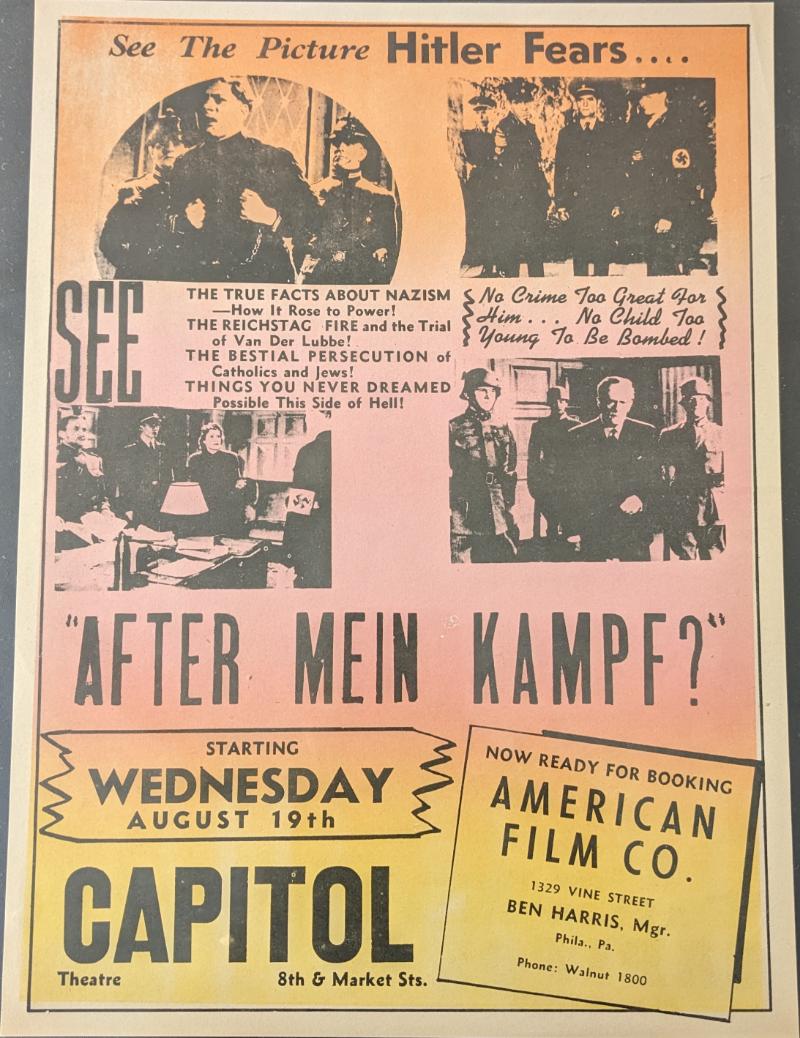 See The Picture Hitler Fears....
SEE
THE TRUE FACTS ABOUT NAZISM
—How It Rose to Power!
THE REICHSTAG FIRE and the Trial
of Van Der Lubbe!
THE BESTIAL PERSECUTION of
Catholics and Jews!
THINGS YOU NEVER DREAMED
Possible This Side of Hell!
No Crime Too Great For
Him... No Child Too
Young To Be Bombed!
"AFTER MEIN KAMPF?"
STARTING
WEDNESDAY
AUGUST 19th
CAPITOL
Theatre 8th & Market Sts.
NOW READY FOR BOOKING
AMERICAN
FILM CO.
1329 VINE STREET
BEN HARRIS, Mgr.
Phila., Pa.
Phone: Walnut 1800